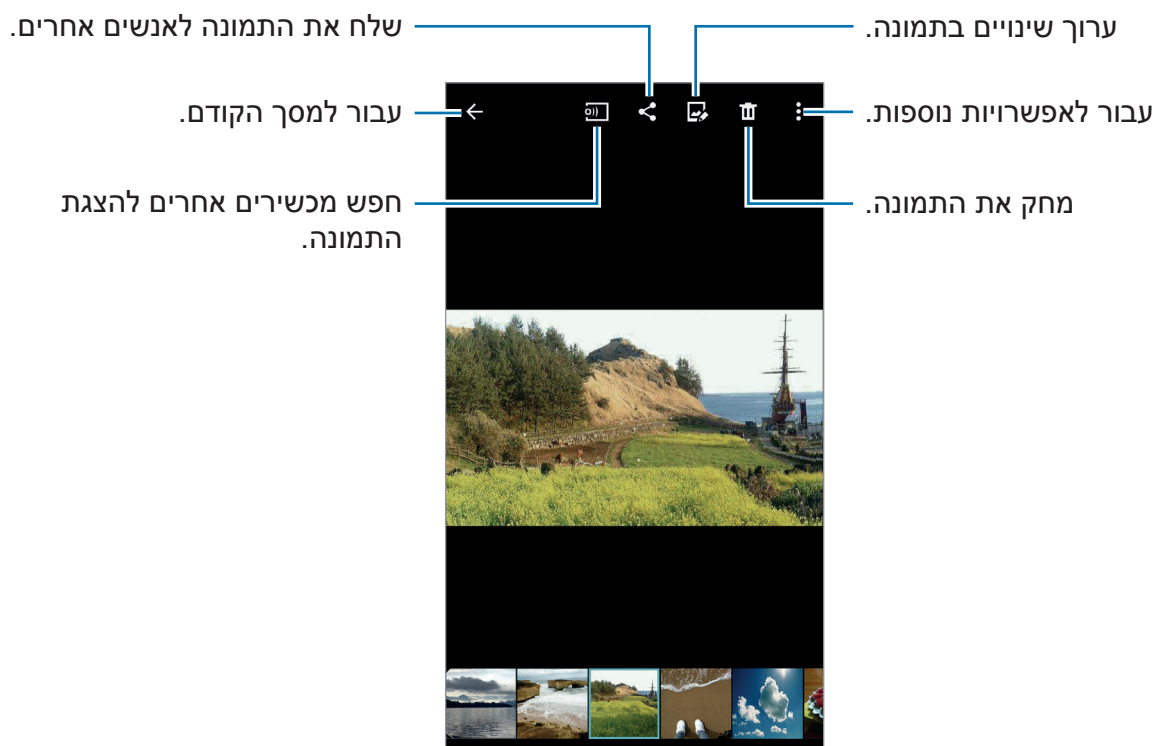 ערוך שינויים בתמונה.
שלח את התמונה לאנשים אחרים.
עבור לאפשרויות נוספות.
עבור למסך הקודם.
מחק את התמונה.
חפש מכשירים אחרים להצגת
התמונה.